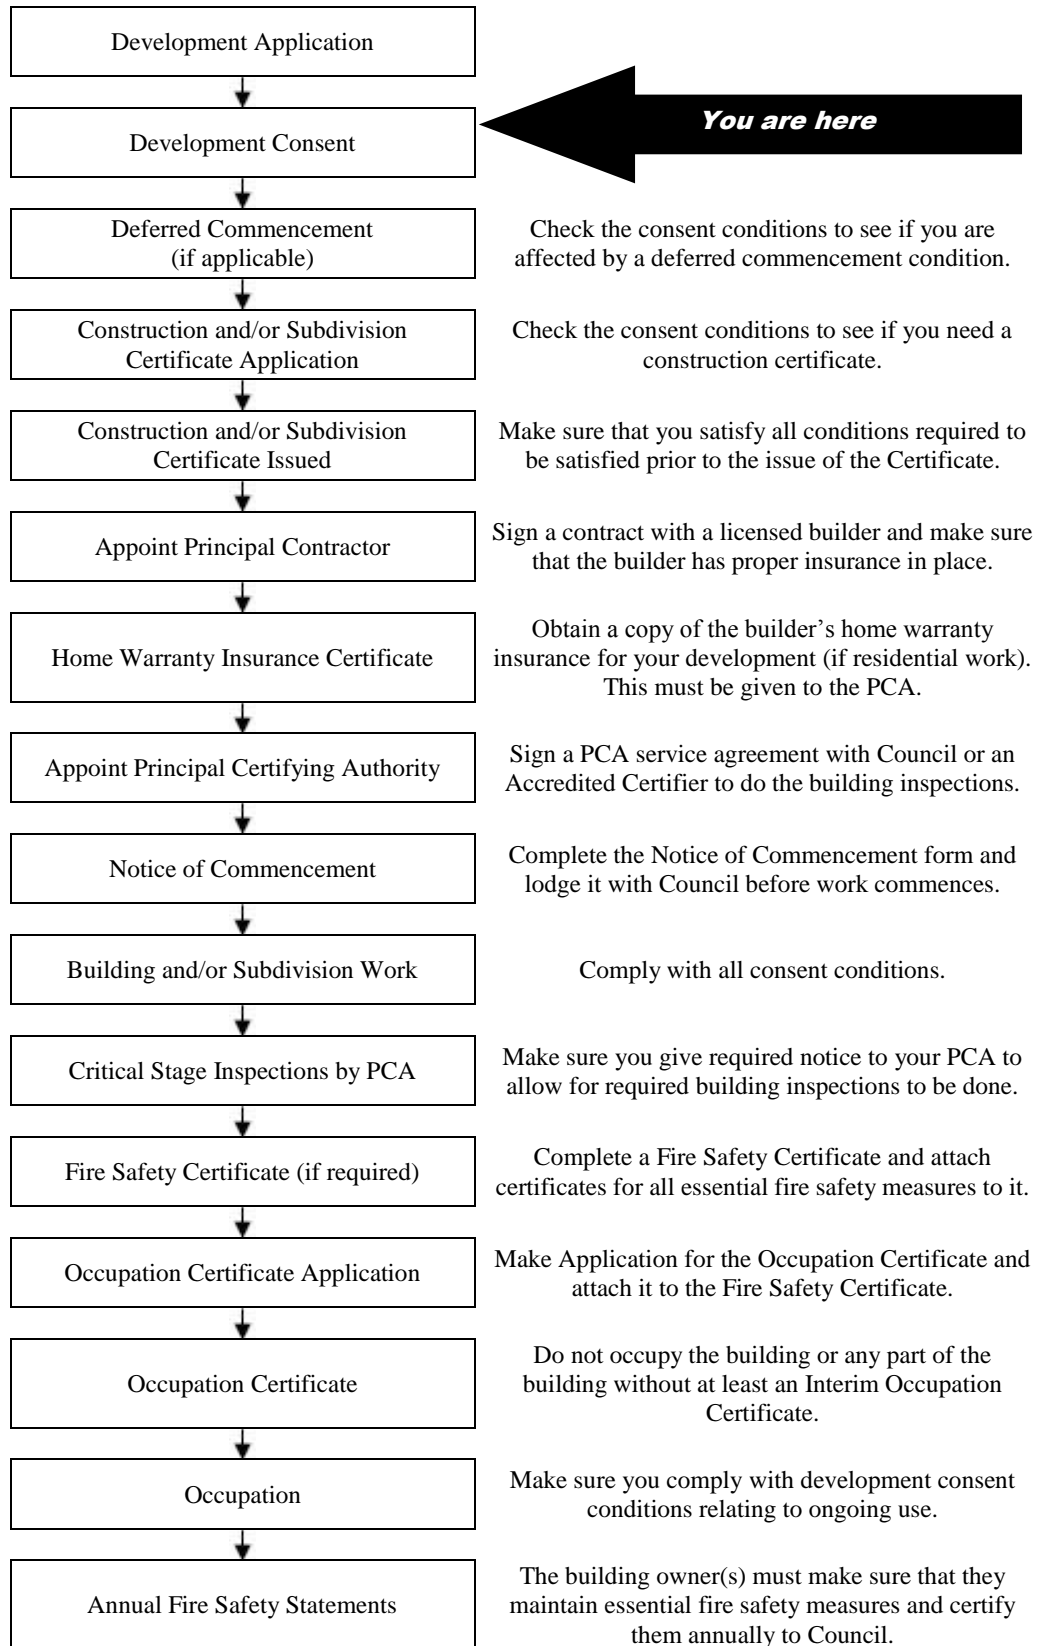 Development Application
Development Consent
You are here
Deferred Commencement
(if applicable)
Check the consent conditions to see if you are
affected by a deferred commencement condition.
Construction and/or Subdivision
Certificate Application
Check the consent conditions to see if you need a
construction certificate.
Construction and/or Subdivision
Certificate Issued
Make sure that you satisfy all conditions required to
be satisfied prior to the issue of the Certificate.
Appoint Principal Contractor
Sign a contract with a licensed builder and make sure
that the builder has proper insurance in place.
Home Warranty Insurance Certificate
Obtain a copy of the builder’s home warranty
insurance for your development (if residential work).
This must be given to the PCA.
Appoint Principal Certifying Authority
Sign a PCA service agreement with Council or an
Accredited Certifier to do the building inspections.
Notice of Commencement
Complete the Notice of Commencement form and
lodge it with Council before work commences.
Building and/or Subdivision Work
Comply with all consent conditions.
Critical Stage Inspections by PCA
Make sure you give required notice to your PCA to
allow for required building inspections to be done.
Fire Safety Certificate (if required)
Complete a Fire Safety Certificate and attach
certificates for all essential fire safety measures to it.
Occupation Certificate Application
Make Application for the Occupation Certificate and
attach it to the Fire Safety Certificate.
Occupation Certificate
Do not occupy the building or any part of the
building without at least an Interim Occupation
Certificate.
Occupation
Make sure you comply with development consent
conditions relating to ongoing use.
Annual Fire Safety Statements
The building owner(s) must make sure that they
maintain essential fire safety measures and certify
them annually to Council.